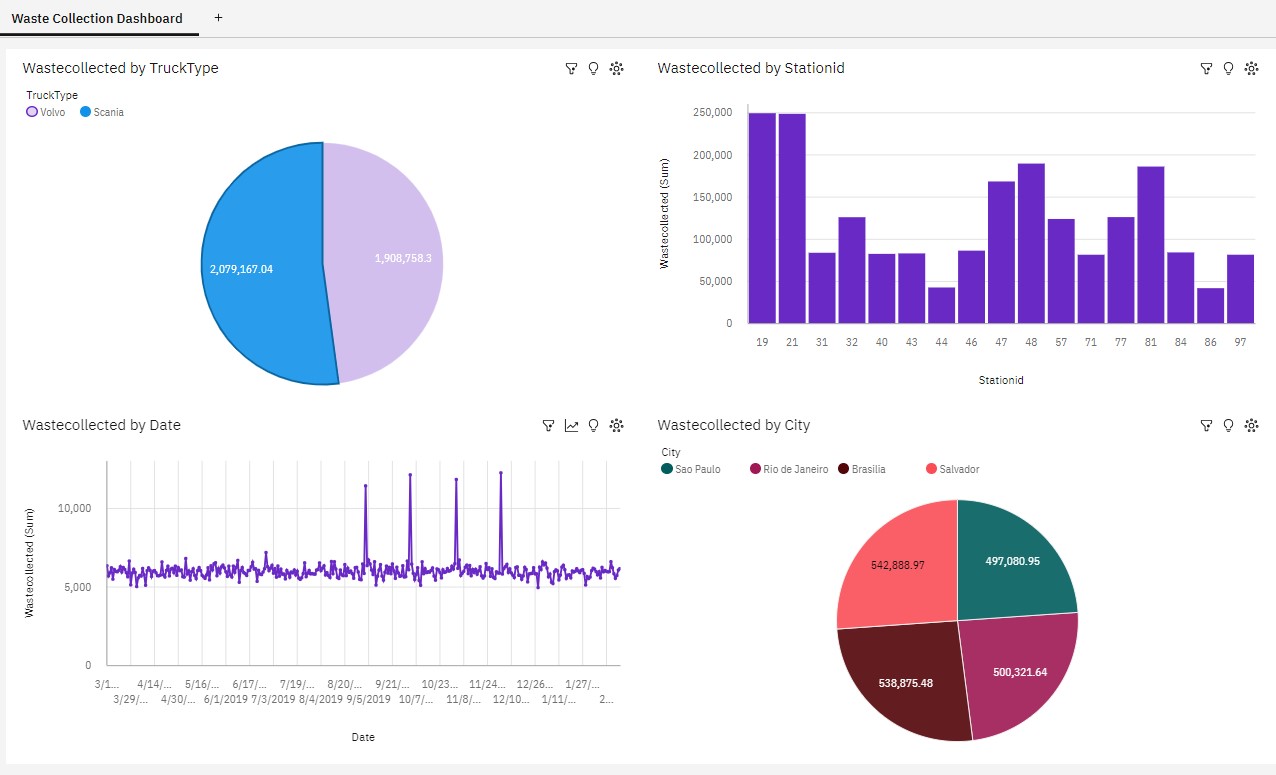 Waste Collection Dashboard +
Wastecollected by TruckType
TruckType
Volvo Scania
2,079,167.04
1,908,758.3
Wastecollected by Stationid
Wastecollected (Sum)
250,000
200,000
150,000
100,000
50,000
0
19 21 31 32 40 43 44 46 47 48 57 71 77 81 84 86 97
Stationid
Wastecollected by Date
Wastecollected (Sum)
10,000
5,000
0
3/1... 4/14/... 5/16/... 6/17/... 7/19/... 8/20/... 9/21/... 10/23... 11/24... 12/26... 1/27/...
3/29/... 4/30/... 6/1/2019 7/3/2019 8/4/2019 9/5/2019 10/7/... 11/8/... 12/10... 1/11/... 2...
Date
Wastecollected by City
City
Sao Paulo Rio de Janeiro Brasilia Salvador
542,888.97
497,080.95
538,875.48
500,321.64